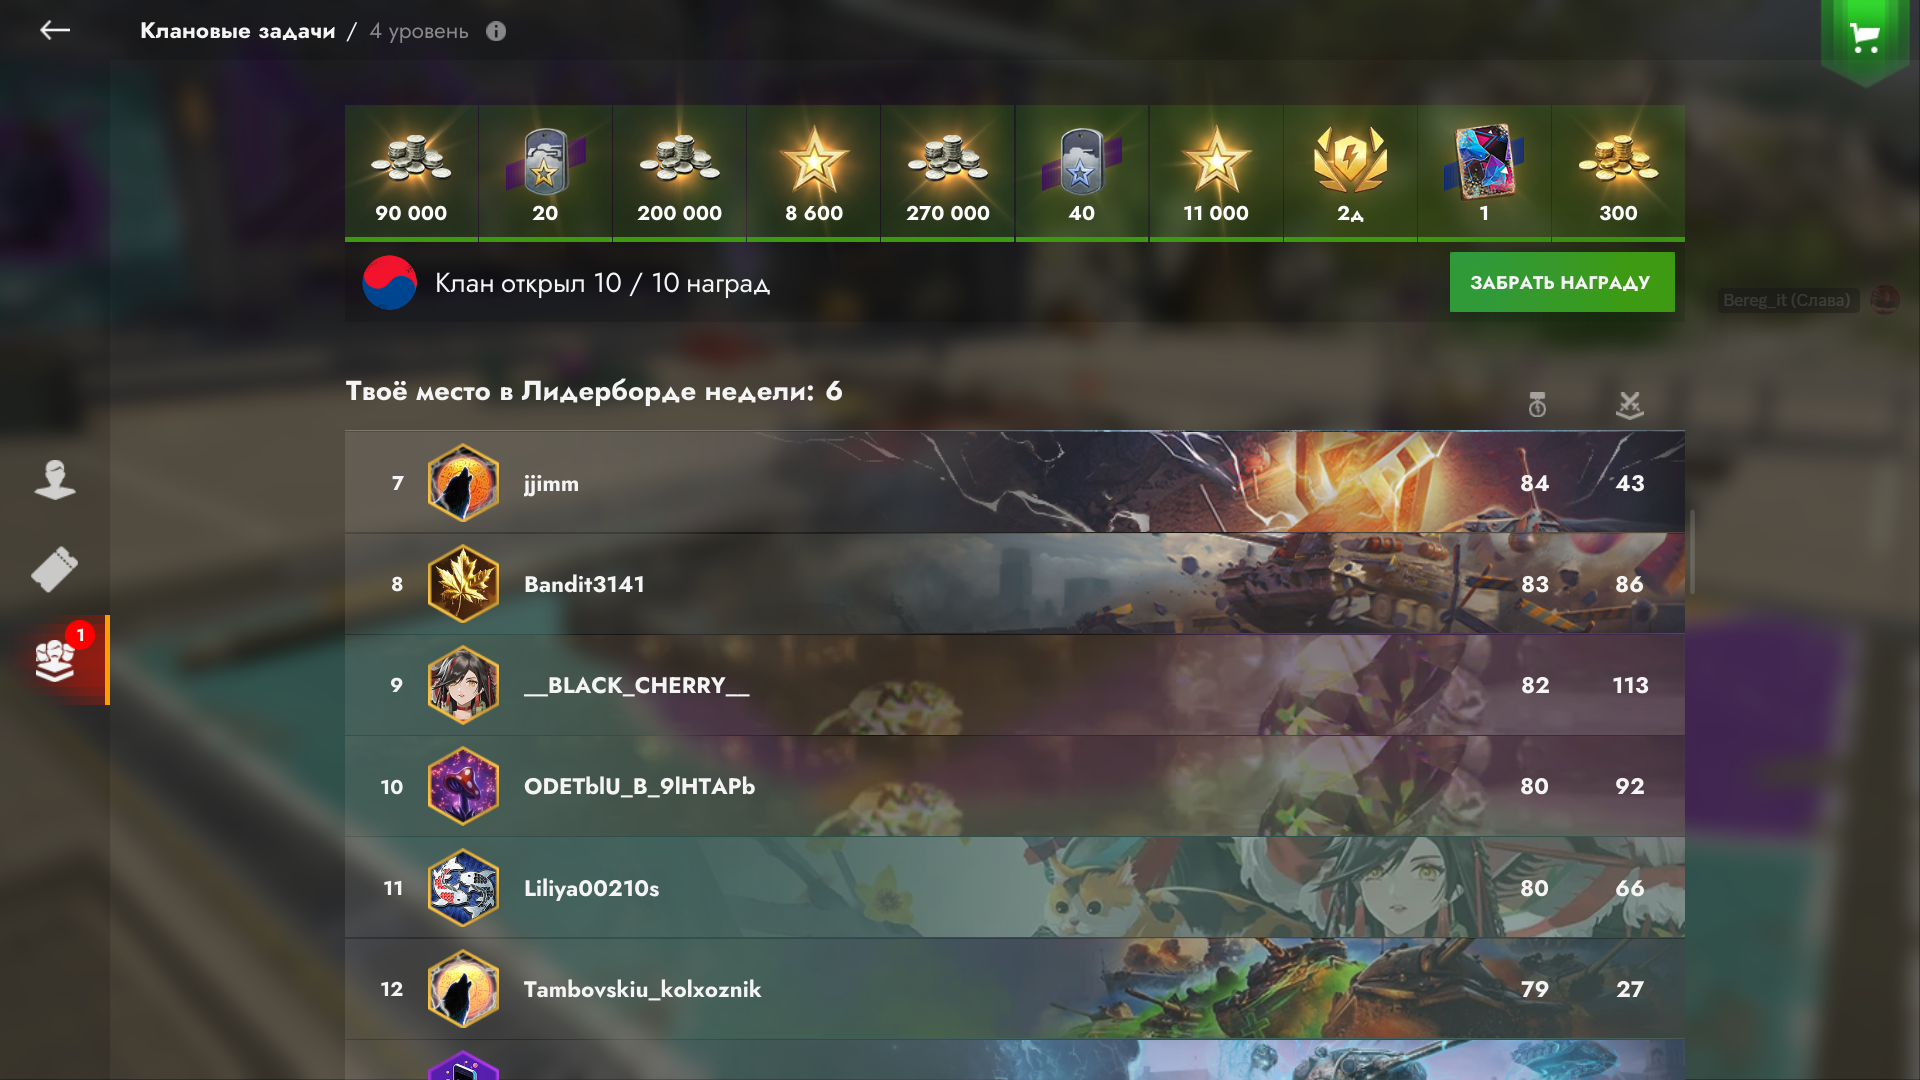 Клановые задачи / 4 уровень
90 000
20
200 000
8 600
270 000
40
11 000
2д
1
300
Клан открыл 10 / 10 наград
ЗАБРАТЬ НАГРАДУ
Bereg_it (Слава)
Твоё место в Лидерборде недели: 6
7 jjimm 84 43
8 Bandit3141 83 86
1
9 __BLACK_CHERRY__ 82 113
10 ODETblU_B_9lHTAPb 80 92
11 Liliya00210s 80 66
12 Tambovskiu_kolxoznik 79 27